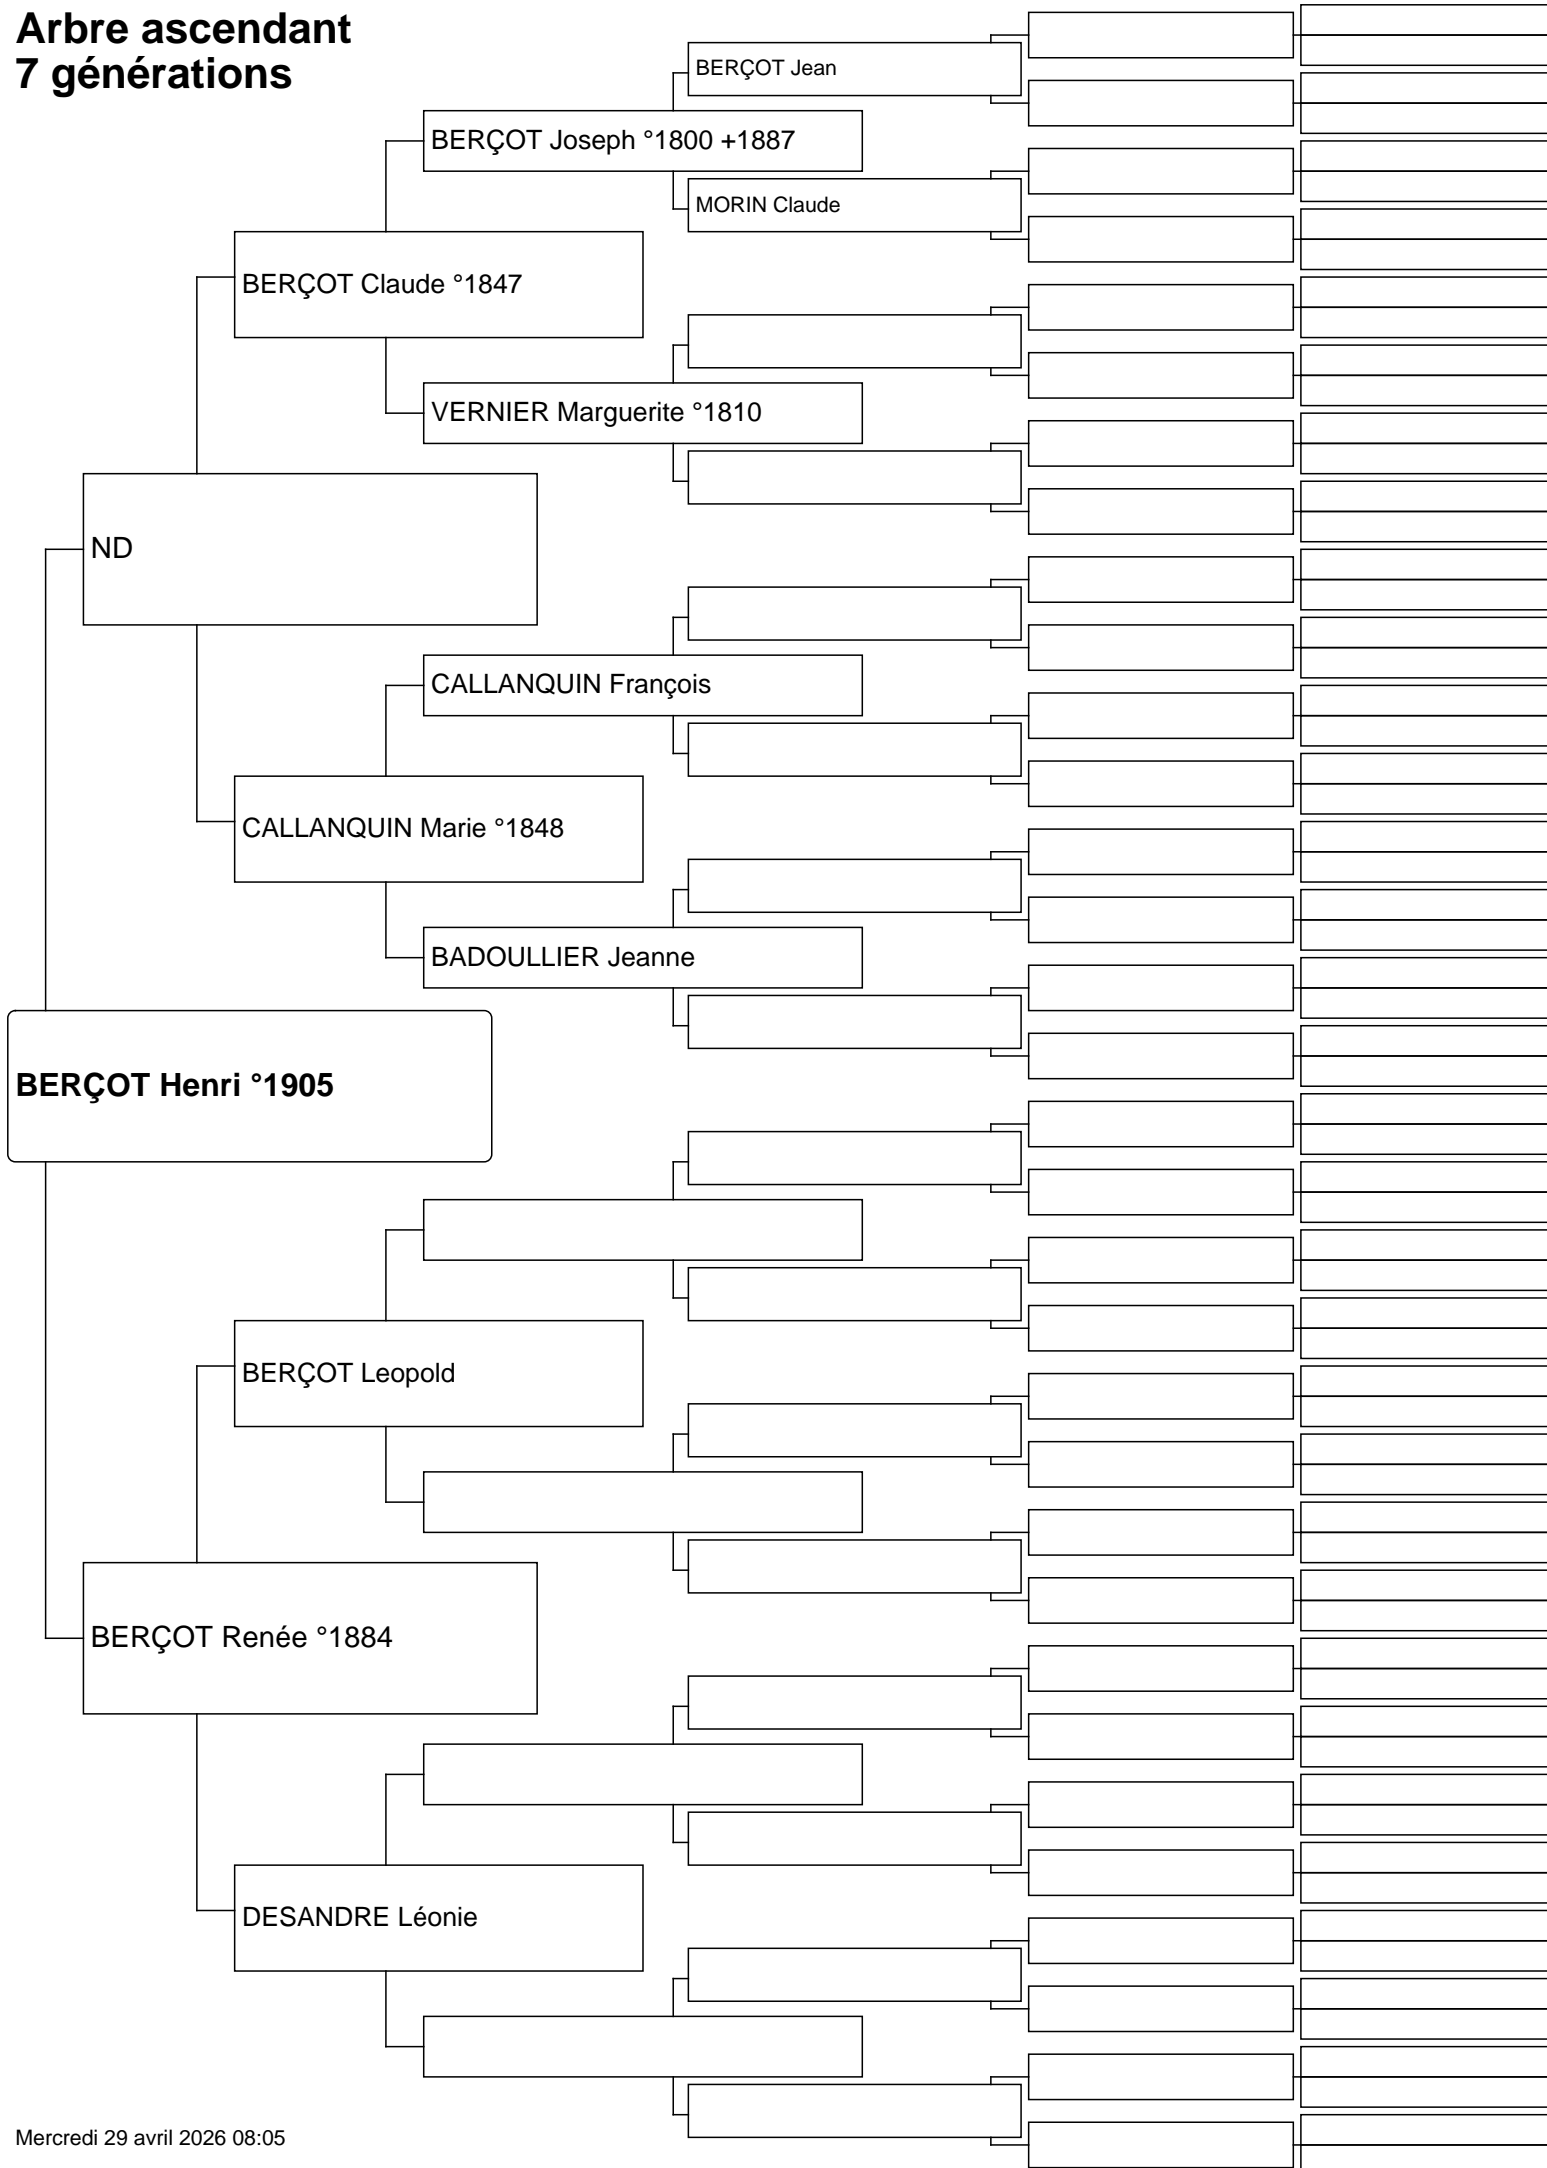 Arbre ascendant
7 générations
BERÇOT Jean
BERÇOT Joseph °1800 +1887
MORIN Claude
BERÇOT Claude °1847
VERNIER Marguerite °1810
ND
CALLANQUIN François
CALLANQUIN Marie °1848
BADOULLIER Jeanne
BERÇOT Henri °1905
BERÇOT Leopold
BERÇOT Renée °1884
DESANDRE Léonie
Mercredi 29 avril 2026 08:05